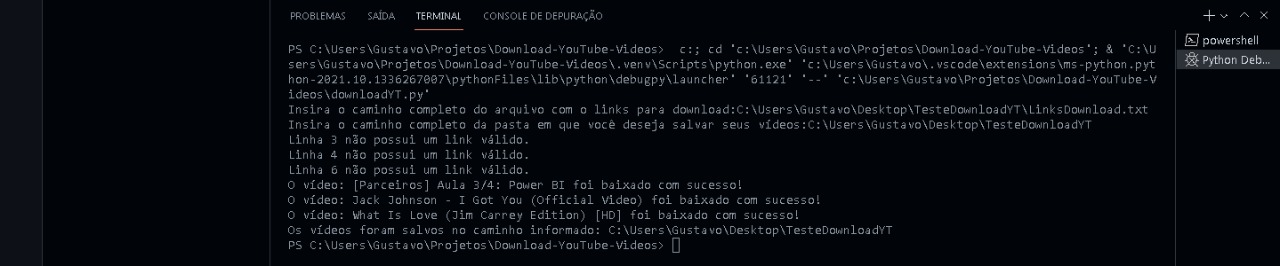 PROBLEMAS SAÍDA TERMINAL CONSOLE DE DEPURAÇÃO
PS C:\Users\Gustavo\Projetos\Download-YouTube-Videos>  c:; cd 'c:\Users\Gustavo\Projetos\Download-YouTube-Videos'; & 'C:\U
sers\Gustavo\Projetos\Download-YouTube-Videos\.venv\Scripts\python.exe' 'c:\Users\Gustavo\.vscode\extensions\ms-python.pyt
hon-2021.10.1336267007\pythonFiles\lib\python\debugpy\launcher' '61121' '--' 'c:\Users\Gustavo\Projetos\Download-YouTube-V
ideos\downloadYT.py'
Insira o caminho completo do arquivo com o links para download:C:\Users\Gustavo\Desktop\TesteDownloadYT\LinksDownload.txt
Insira o caminho completo da pasta em que você deseja salvar seus vídeos:C:\Users\Gustavo\Desktop\TesteDownloadYT
Linha 3 não possui um link válido.
Linha 4 não possui um link válido.
Linha 6 não possui um link válido.
O vídeo: [Parceiros] Aula 3/4: Power BI foi baixado com sucesso!
O vídeo: Jack Johnson - I Got You (Official Video) foi baixado com sucesso!
O vídeo: What Is Love (Jim Carrey Edition) [HD] foi baixado com sucesso!
Os vídeos foram salvos no caminho informado: C:\Users\Gustavo\Desktop\TesteDownloadYT
PS C:\Users\Gustavo\Projetos\Download-YouTube-Videos>
powershell
Python Deb...